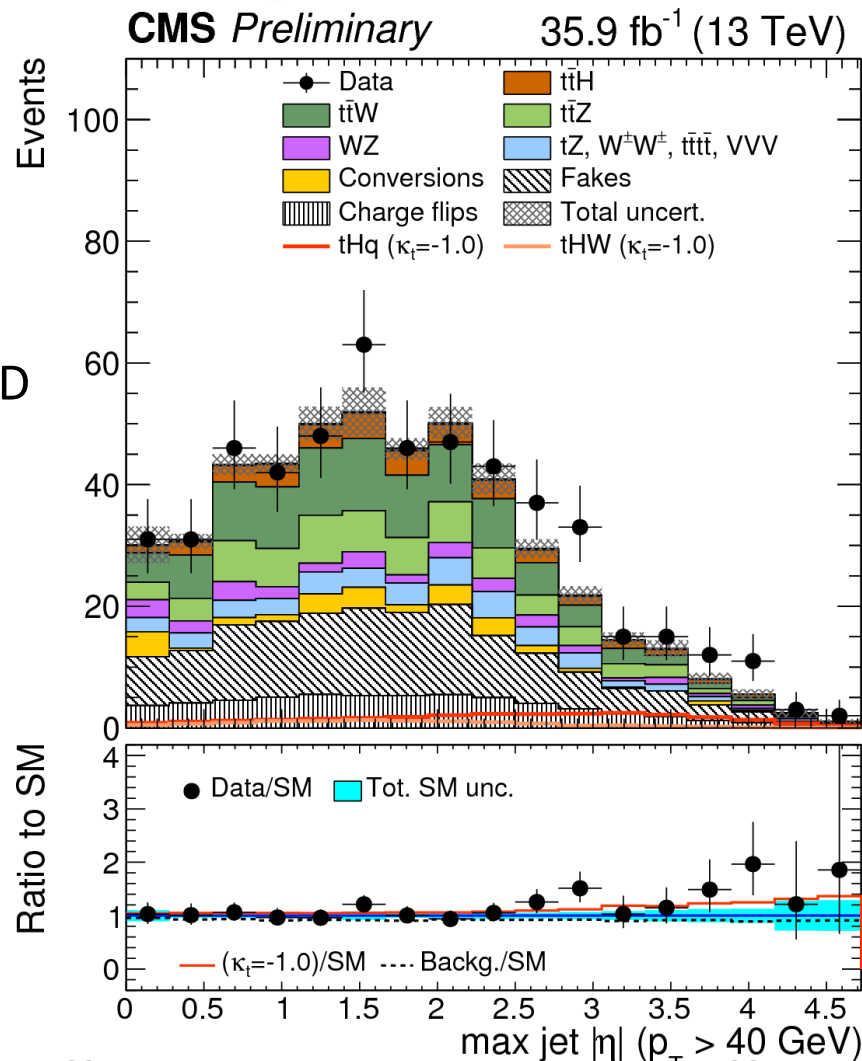 CMS Preliminary 35.9 fb⁻¹ (13 TeV)
Events
100
80
60
40
20
0
D
Data
tt̄H
tt̄W
tt̄Z
WZ
tZ, W±W±, tt̄tt̄, VVV
Conversions
Fakes
Charge flips
Total uncert.
tHq (κt=-1.0)
tHW (κt=-1.0)
Ratio to SM
4
3
2
1
0
Data/SM
Tot. SM unc.
(κt=-1.0)/SM
Backg./SM
0 0.5 1 1.5 2 2.5 3 3.5 4 4.5
max jet |η| (pT > 40 GeV)